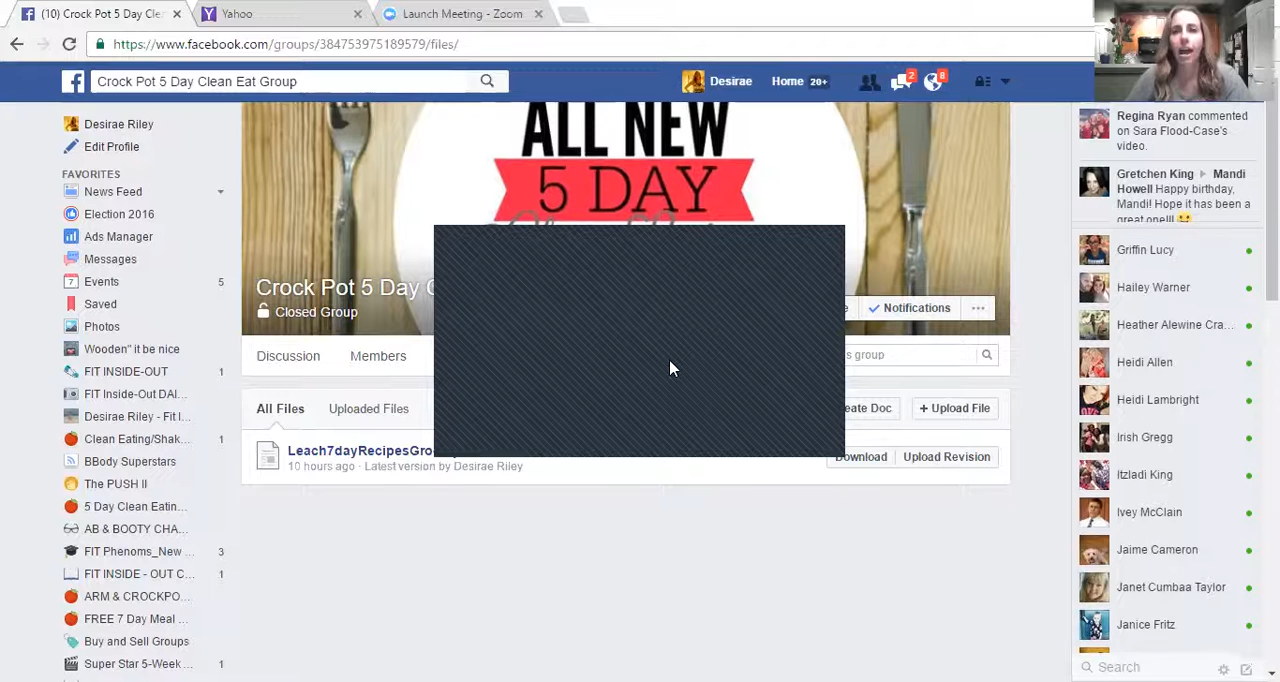 (10) Crock Pot 5 Day Cle
Yahoo
Launch Meeting - Zoom
https://www.facebook.com/groups/384753975189579/files/
Crock Pot 5 Day Clean Eat Group
Desirae
Home 20+
2
8
Desirae Riley
Edit Profile
FAVORITES
News Feed
Election 2016
Ads Manager
Messages
Events 5
Saved
Photos
Wooden" it be nice
FIT INSIDE-OUT 1
FIT Inside-Out DAI...
Desirae Riley - Fit I...
Clean Eating/Shak... 1
BBody Superstars
The PUSH II
5 Day Clean Eatin...
AB & BOOTY CHA...
FIT Phenoms_New ... 3
FIT INSIDE - OUT C... 1
ARM & CROCKPO...
FREE 7 Day Meal ...
Buy and Sell Groups
Super Star 5-Week ... 1
ALL NEW
5 DAY
Crock Pot 5 Day C
Closed Group
Notifications
...
Discussion
Members
s group
All Files
Uploaded Files
eate Doc
+ Upload File
Leach7dayRecipesGro
10 hours ago · Latest version by Desirae Riley
Download
Upload Revision
Regina Ryan commented
on Sara Flood-Case's
video.
Gretchen King ▸ Mandi
Howell Happy birthday,
Mandi! Hope it has been a
great one!!!
Griffin Lucy
Hailey Warner
Heather Alewine Cra...
Heidi Allen
Heidi Lambright
Irish Gregg
Itzladi King
Ivey McClain
Jaime Cameron
Janet Cumbaa Taylor
Janice Fritz
Search